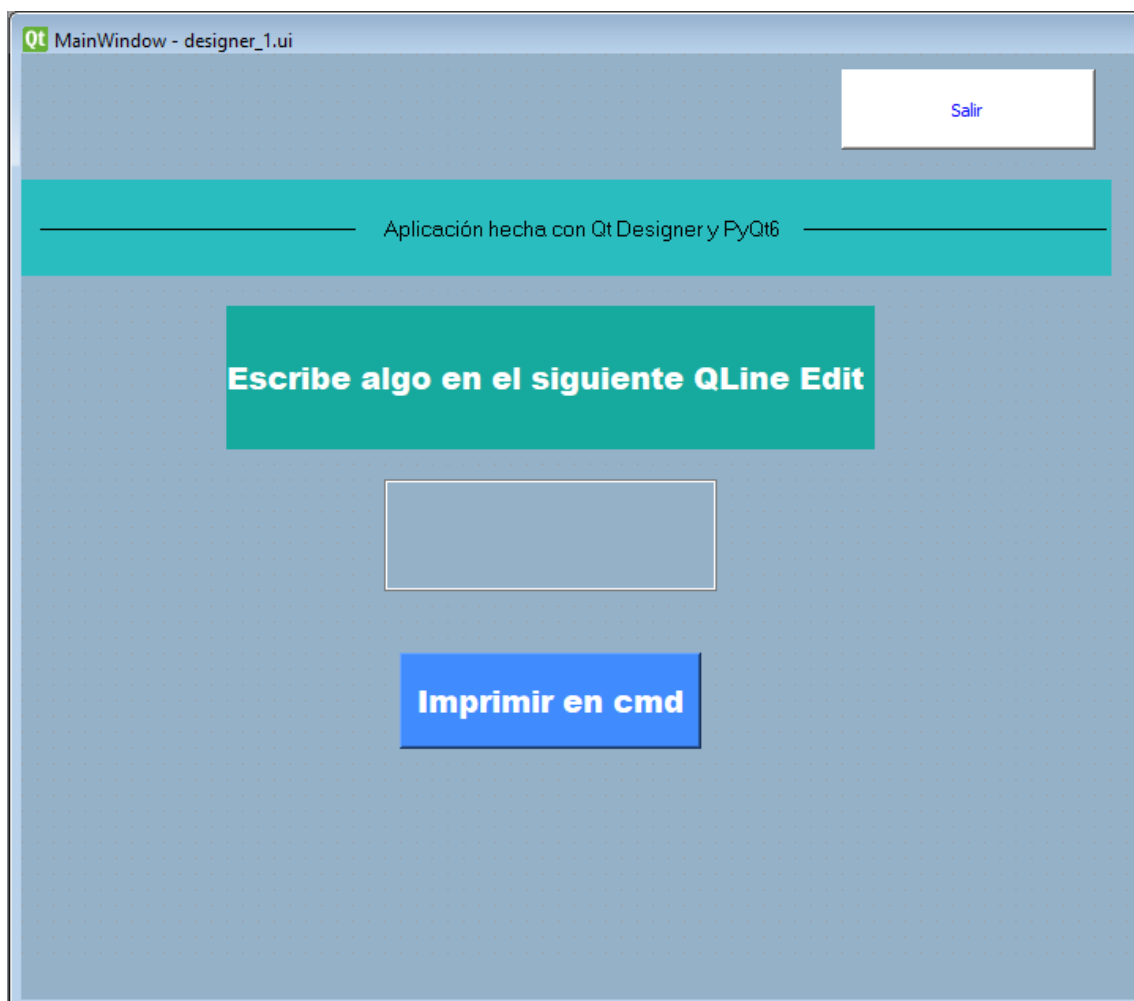 Qt MainWindow - designer_1.ui
Salir
Aplicación hecha con Qt Designer y PyQt6
Escribe algo en el siguiente QLine Edit
Imprimir en cmd